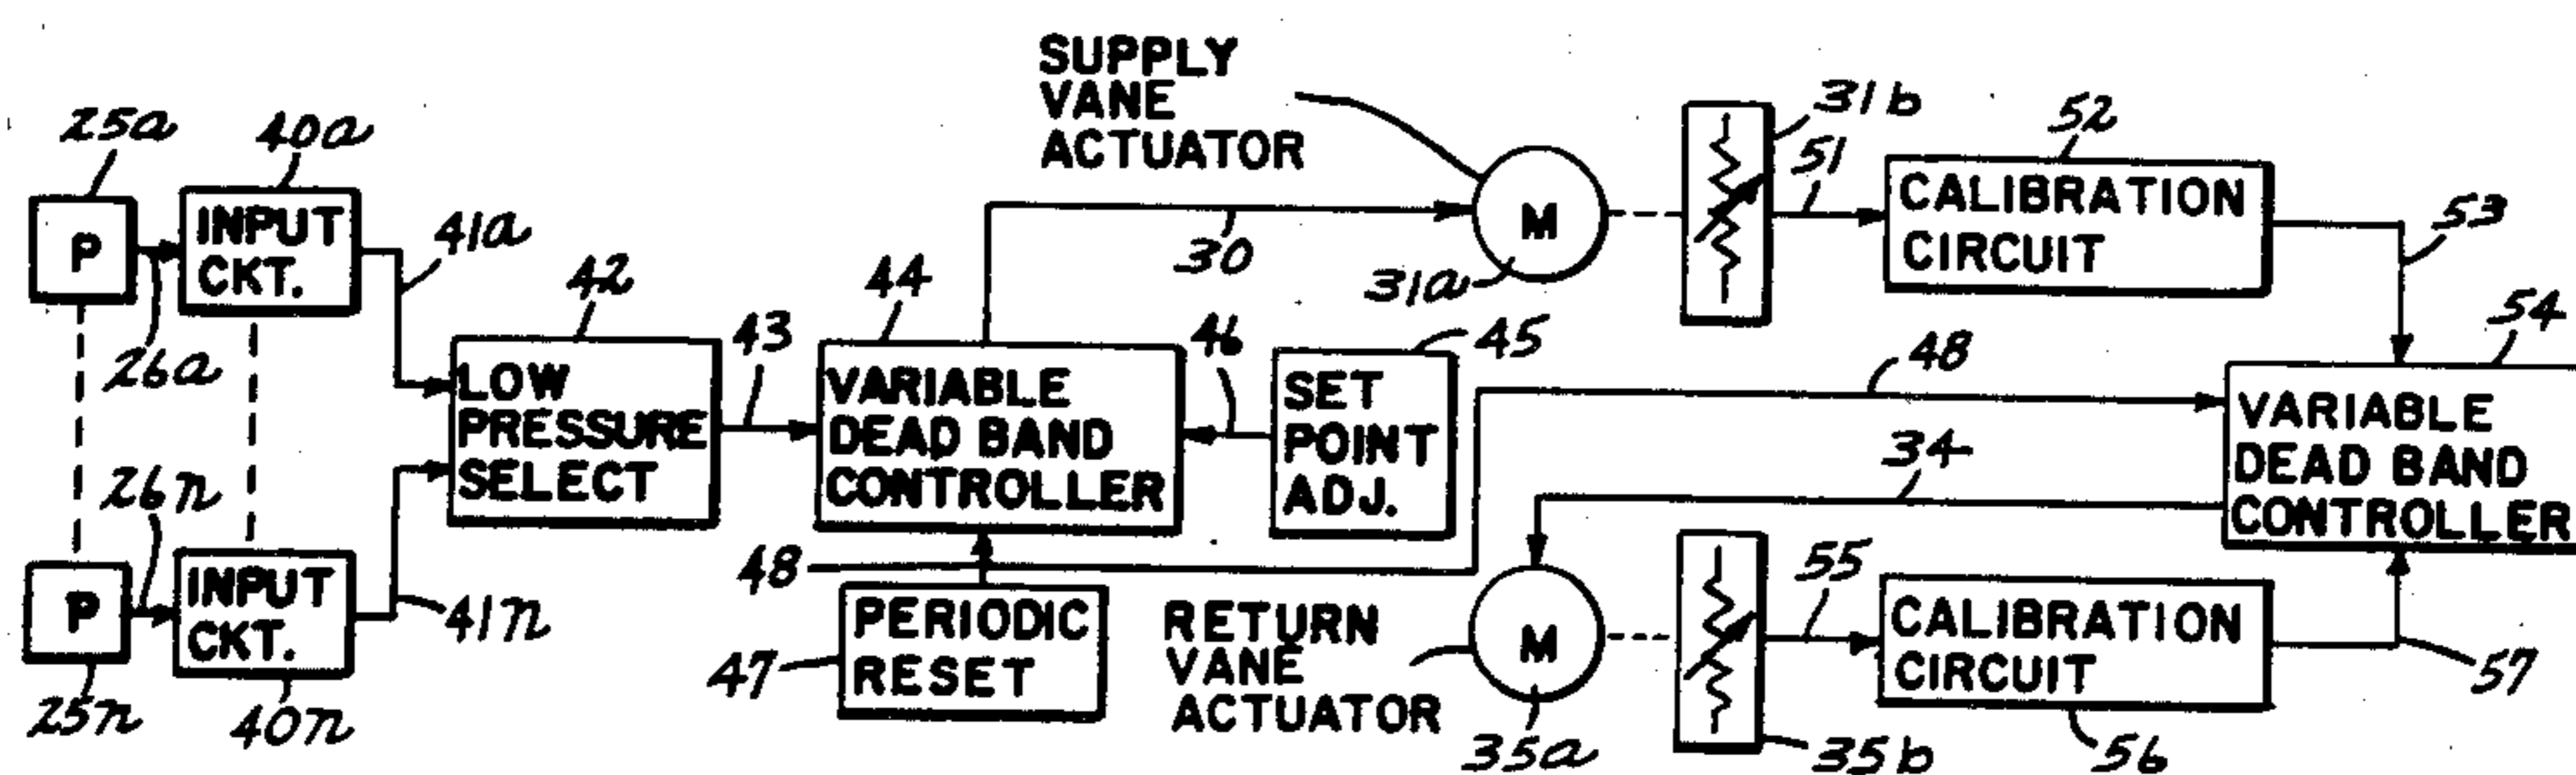 SUPPLY
VANE
ACTUATOR
25a
40a
P
INPUT
CKT.
26a
41a
42
LOW
PRESSURE
SELECT
43
44
VARIABLE
DEAD BAND
CONTROLLER
30
31a
M
31b
51
52
CALIBRATION
CIRCUIT
53
54
VARIABLE
DEAD BAND
CONTROLLER
46
45
SET
POINT
ADJ.
48
34
26n
P
25n
INPUT
CKT.
40n
41n
48
47
PERIODIC
RESET
RETURN
VANE
ACTUATOR
M
35a
35b
55
CALIBRATION
CIRCUIT
56
57